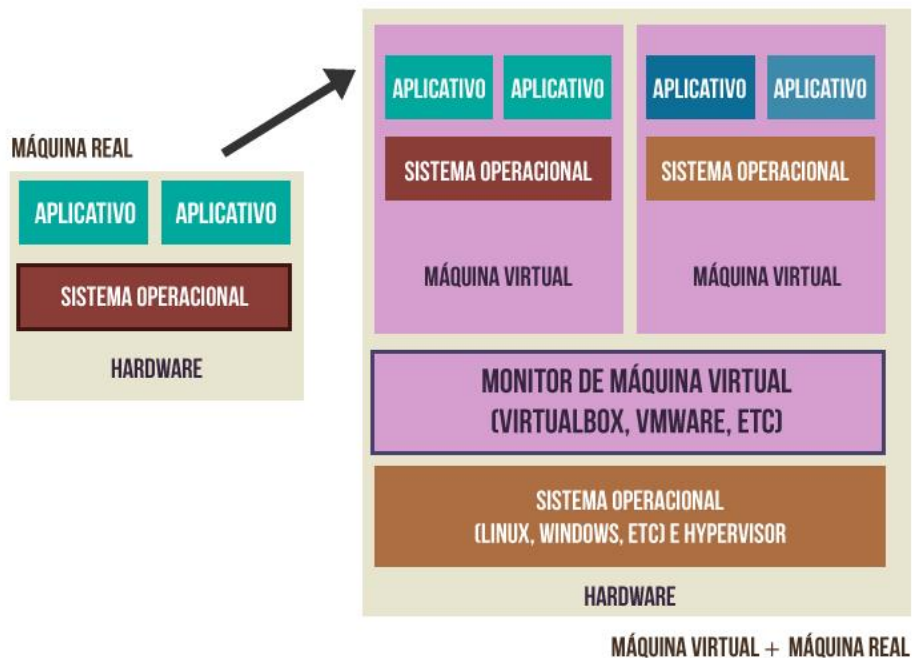 MÁQUINA REAL
APLICATIVO APLICATIVO
SISTEMA OPERACIONAL
HARDWARE
APLICATIVO APLICATIVO
SISTEMA OPERACIONAL
MÁQUINA VIRTUAL
APLICATIVO APLICATIVO
SISTEMA OPERACIONAL
MÁQUINA VIRTUAL
MONITOR DE MÁQUINA VIRTUAL
(VIRTUALBOX, VMWARE, ETC)
SISTEMA OPERACIONAL
(LINUX, WINDOWS, ETC) E HYPERVISOR
HARDWARE
MÁQUINA VIRTUAL + MÁQUINA REAL